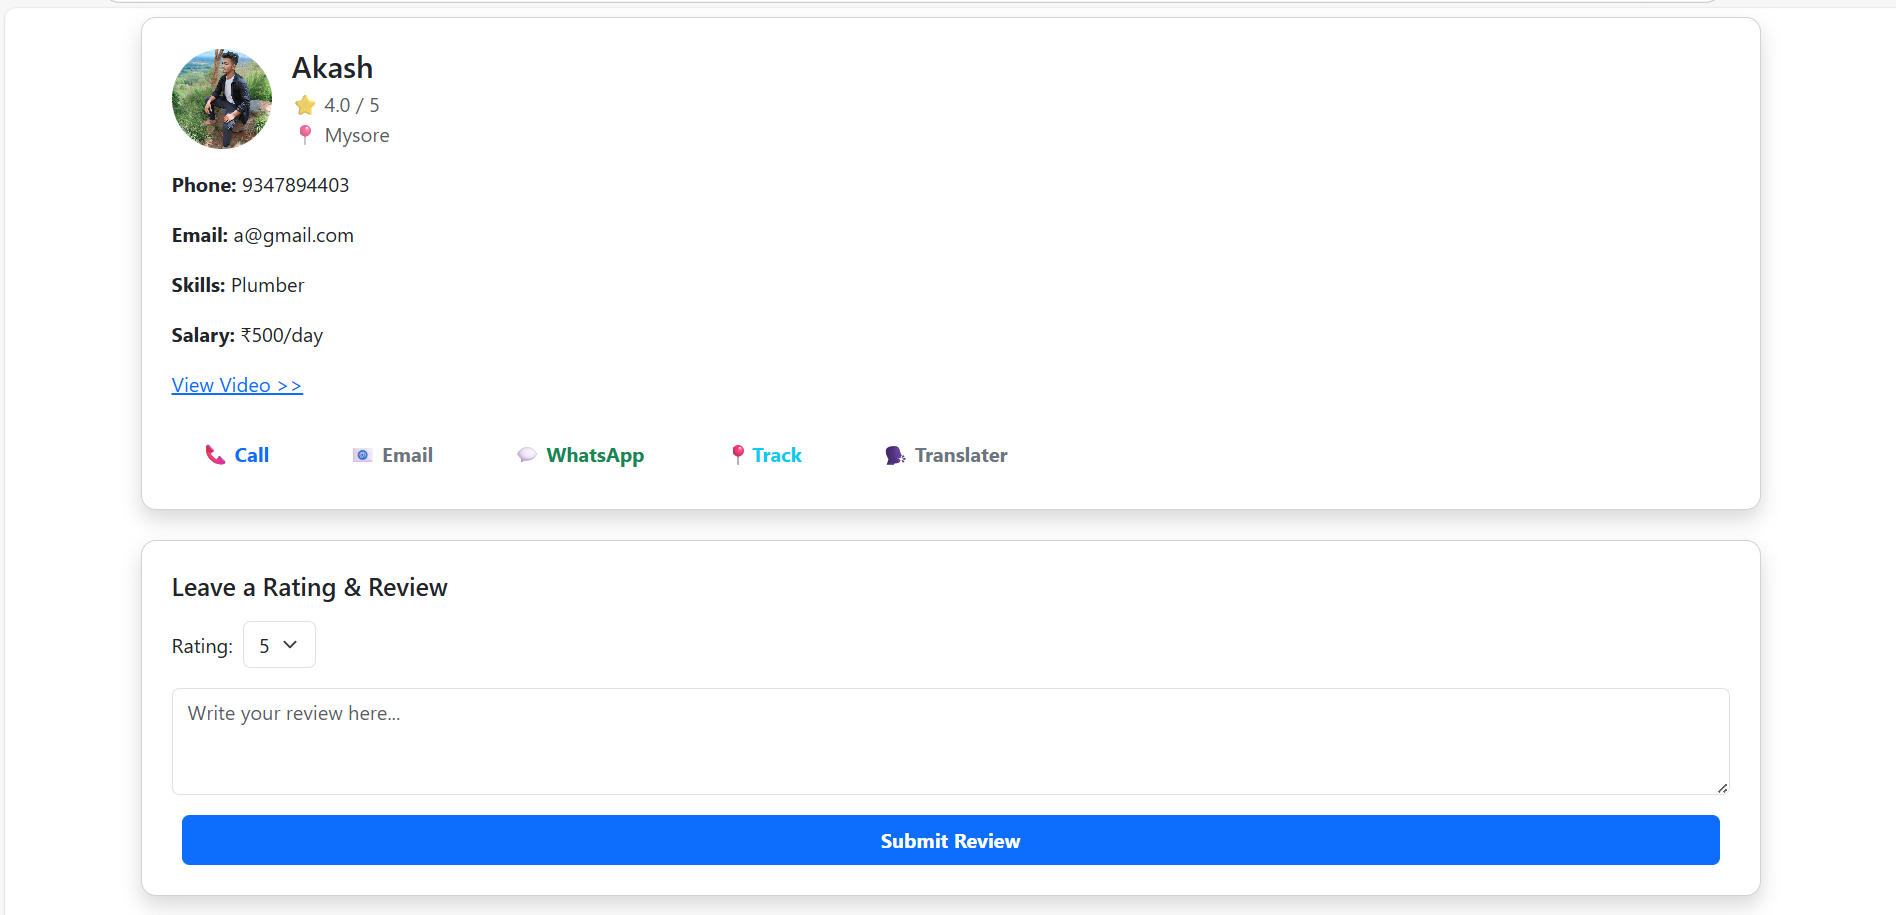 Akash
4.0 / 5
Mysore
Phone: 9347894403
Email: a@gmail.com
Skills: Plumber
Salary: ₹500/day
View Video >>
Call Email WhatsApp Track Translater
Leave a Rating & Review
Rating: 5
Write your review here...
Submit Review